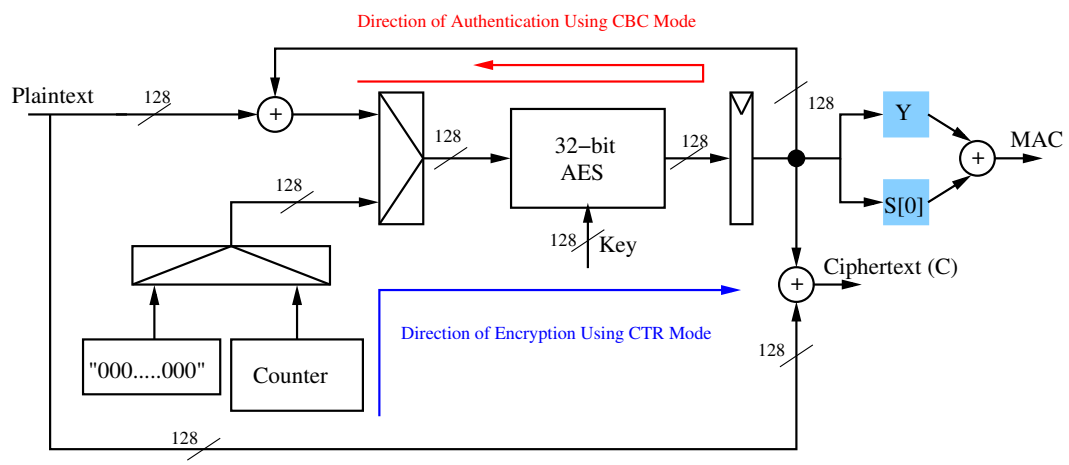 Direction of Authentication Using CBC Mode
Plaintext
128
+
128
128
32−bit
AES
128
128
Y
S[0]
+
MAC
128
128
Key
"000.....000"
Counter
Direction of Encryption Using CTR Mode
+
Ciphertext (C)
128
128